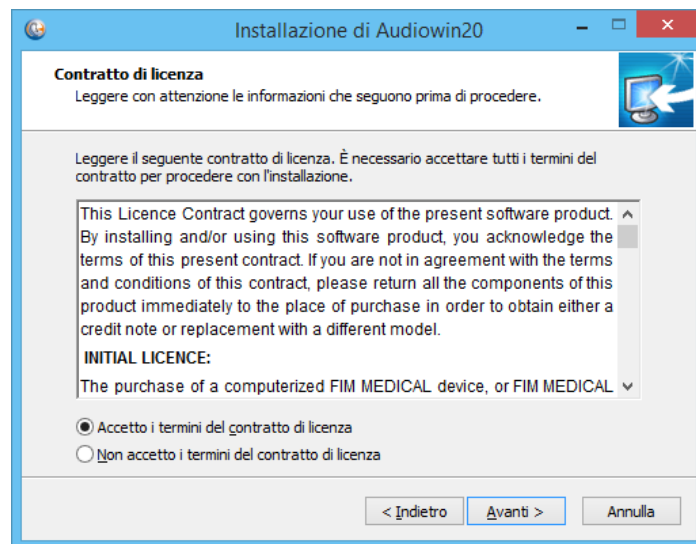 Installazione di Audiowin20
Contratto di licenza
Leggere con attenzione le informazioni che seguono prima di procedere.
Leggere il seguente contratto di licenza. È necessario accettare tutti i termini del
contratto per procedere con l'installazione.
This Licence Contract governs your use of the present software product.
By installing and/or using this software product, you acknowledge the
terms of this present contract. If you are not in agreement with the terms
and conditions of this contract, please return all the components of this
product immediately to the place of purchase in order to obtain either a
credit note or replacement with a different model.
INITIAL LICENCE:
The purchase of a computerized FIM MEDICAL device, or FIM MEDICAL
Accetto i termini del contratto di licenza
Non accetto i termini del contratto di licenza
< Indietro Avanti > Annulla